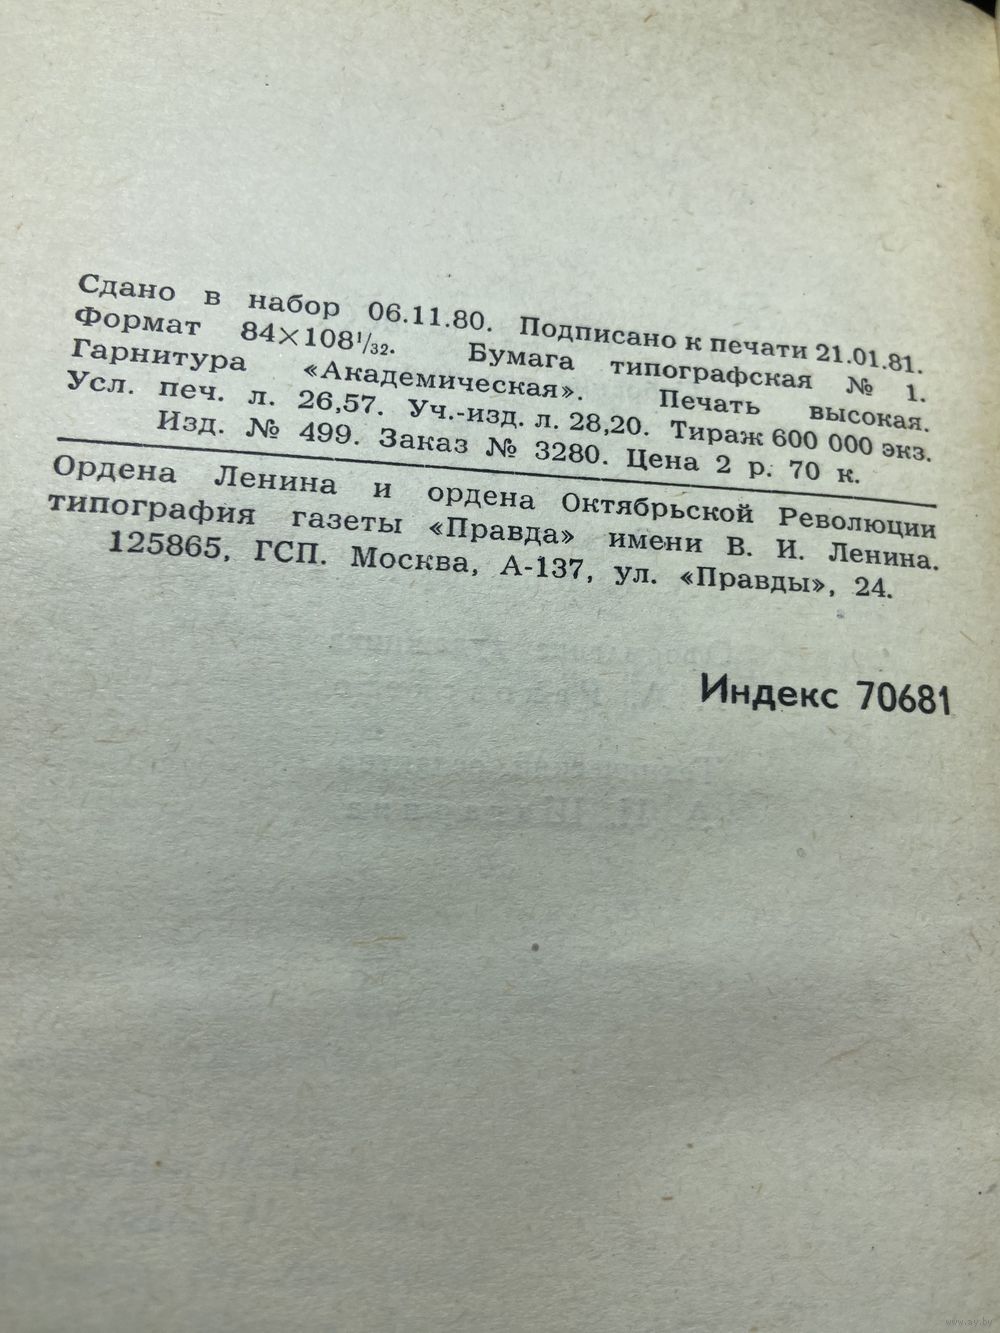 Сдано в набор 06.11.80. Подписано к печати 21.01.81.
Формат 84×108¹/₃₂. Бумага типографская № 1.
Гарнитура «Академическая». Печать высокая.
Усл. печ. л. 26,57. Уч.-изд. л. 28,20. Тираж 600 000 экз.
Изд. № 499. Заказ № 3280. Цена 2 р. 70 к.
Ордена Ленина и ордена Октябрьской Революции
типография газеты «Правда» имени В. И. Ленина.
125865, ГСП. Москва, А-137, ул. «Правды», 24.
Индекс 70681
www.ay.by